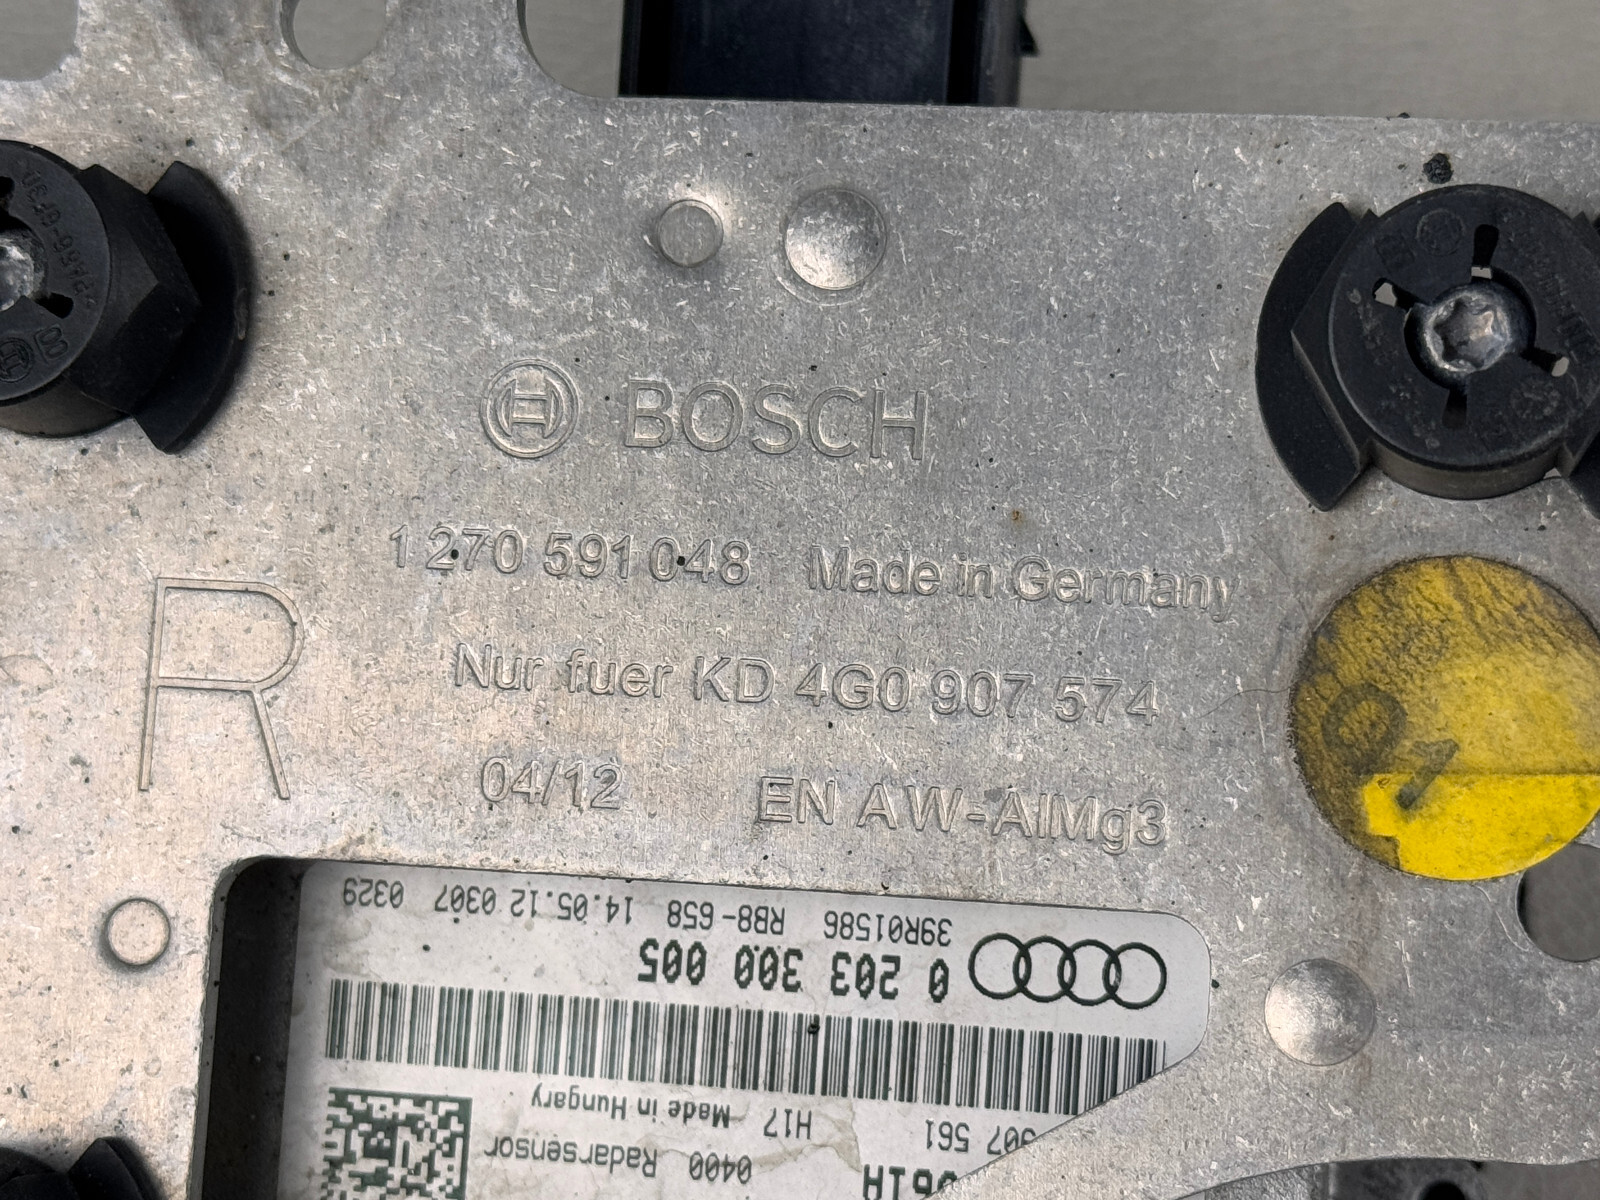 BOSCH
1 270 591 048 Made in Germany
R
Nur fuer KD 4G0 907 574
04/12 EN AW-AlMg3
01
39R01586 RB8-658 14.05.12 0307 0329
0 203 300 005
H17 Made in Hungary
907 561
0400 Radarsensor